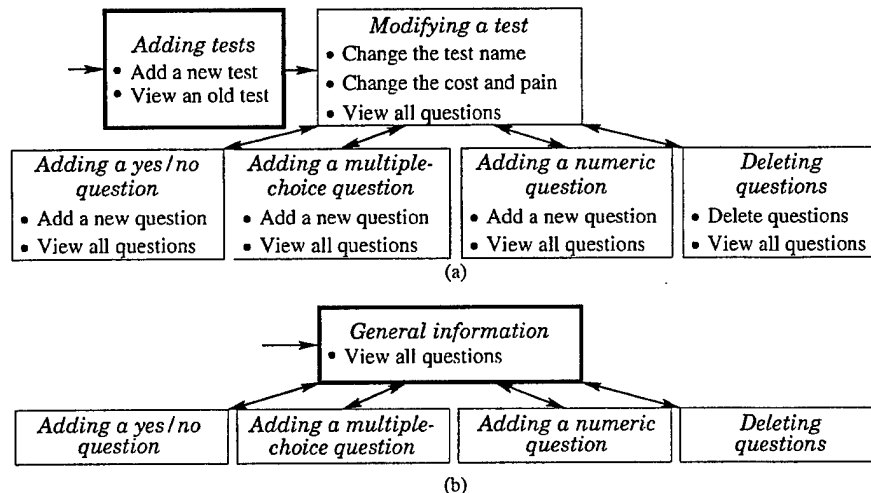 Adding tests
• Add a new test
• View an old test
Modifying a test
• Change the test name
• Change the cost and pain
• View all questions
Adding a yes/no
question
• Add a new question
• View all questions
Adding a multiple-
choice question
• Add a new question
• View all questions
Adding a numeric
question
• Add a new question
• View all questions
Deleting
questions
• Delete questions
• View all questions
(a)
General information
• View all questions
Adding a yes/no
question
Adding a multiple-
choice question
Adding a numeric
question
Deleting
questions
(b)